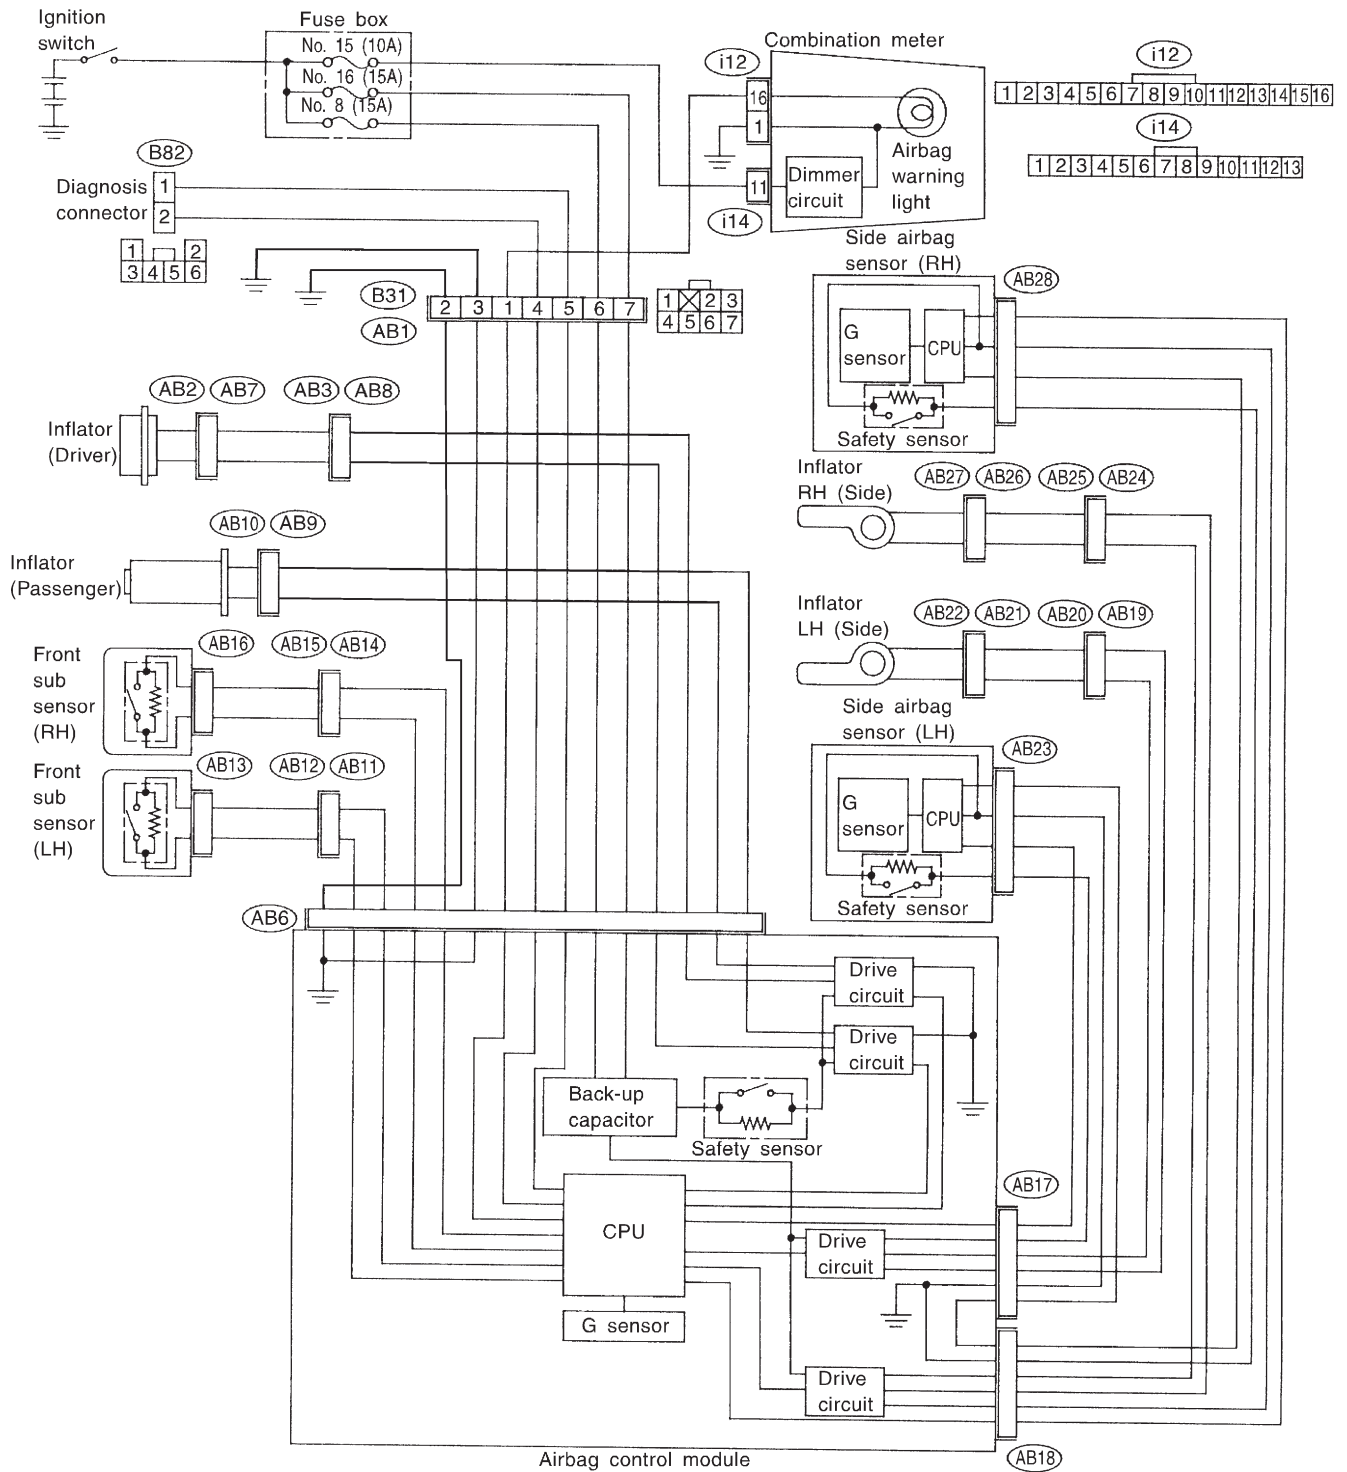 Ignition
switch
Fuse box
No. 15 (10A)
No. 16 (15A)
No. 8 (15A)
Combination meter
i12
16
1
11
i14
Dimmer
circuit
Airbag
warning
light
i12
1 2 3 4 5 6 7 8 9 10 11 12 13 14 15 16
i14
1 2 3 4 5 6 7 8 9 10 11 12 13
B82
Diagnosis
connector
1
2
1 2
3 4 5 6
B31
AB1
2 3 1 4 5 6 7
1 2 3
4 5 6 7
Side airbag
sensor (RH)
AB28
G
sensor
CPU
Safety sensor
AB2 AB7 AB3 AB8
Inflator
(Driver)
Inflator
RH (Side)
AB27 AB26 AB25 AB24
AB10 AB9
Inflator
(Passenger)
Inflator
LH (Side)
AB22 AB21 AB20 AB19
AB16 AB15 AB14
Front
sub
sensor
(RH)
AB13 AB12 AB11
Front
sub
sensor
(LH)
Side airbag
sensor (LH)
AB23
G
sensor
CPU
Safety sensor
AB6
Drive
circuit
Drive
circuit
Back-up
capacitor
Safety sensor
CPU
G sensor
AB17
Drive
circuit
Drive
circuit
AB18
Airbag control module